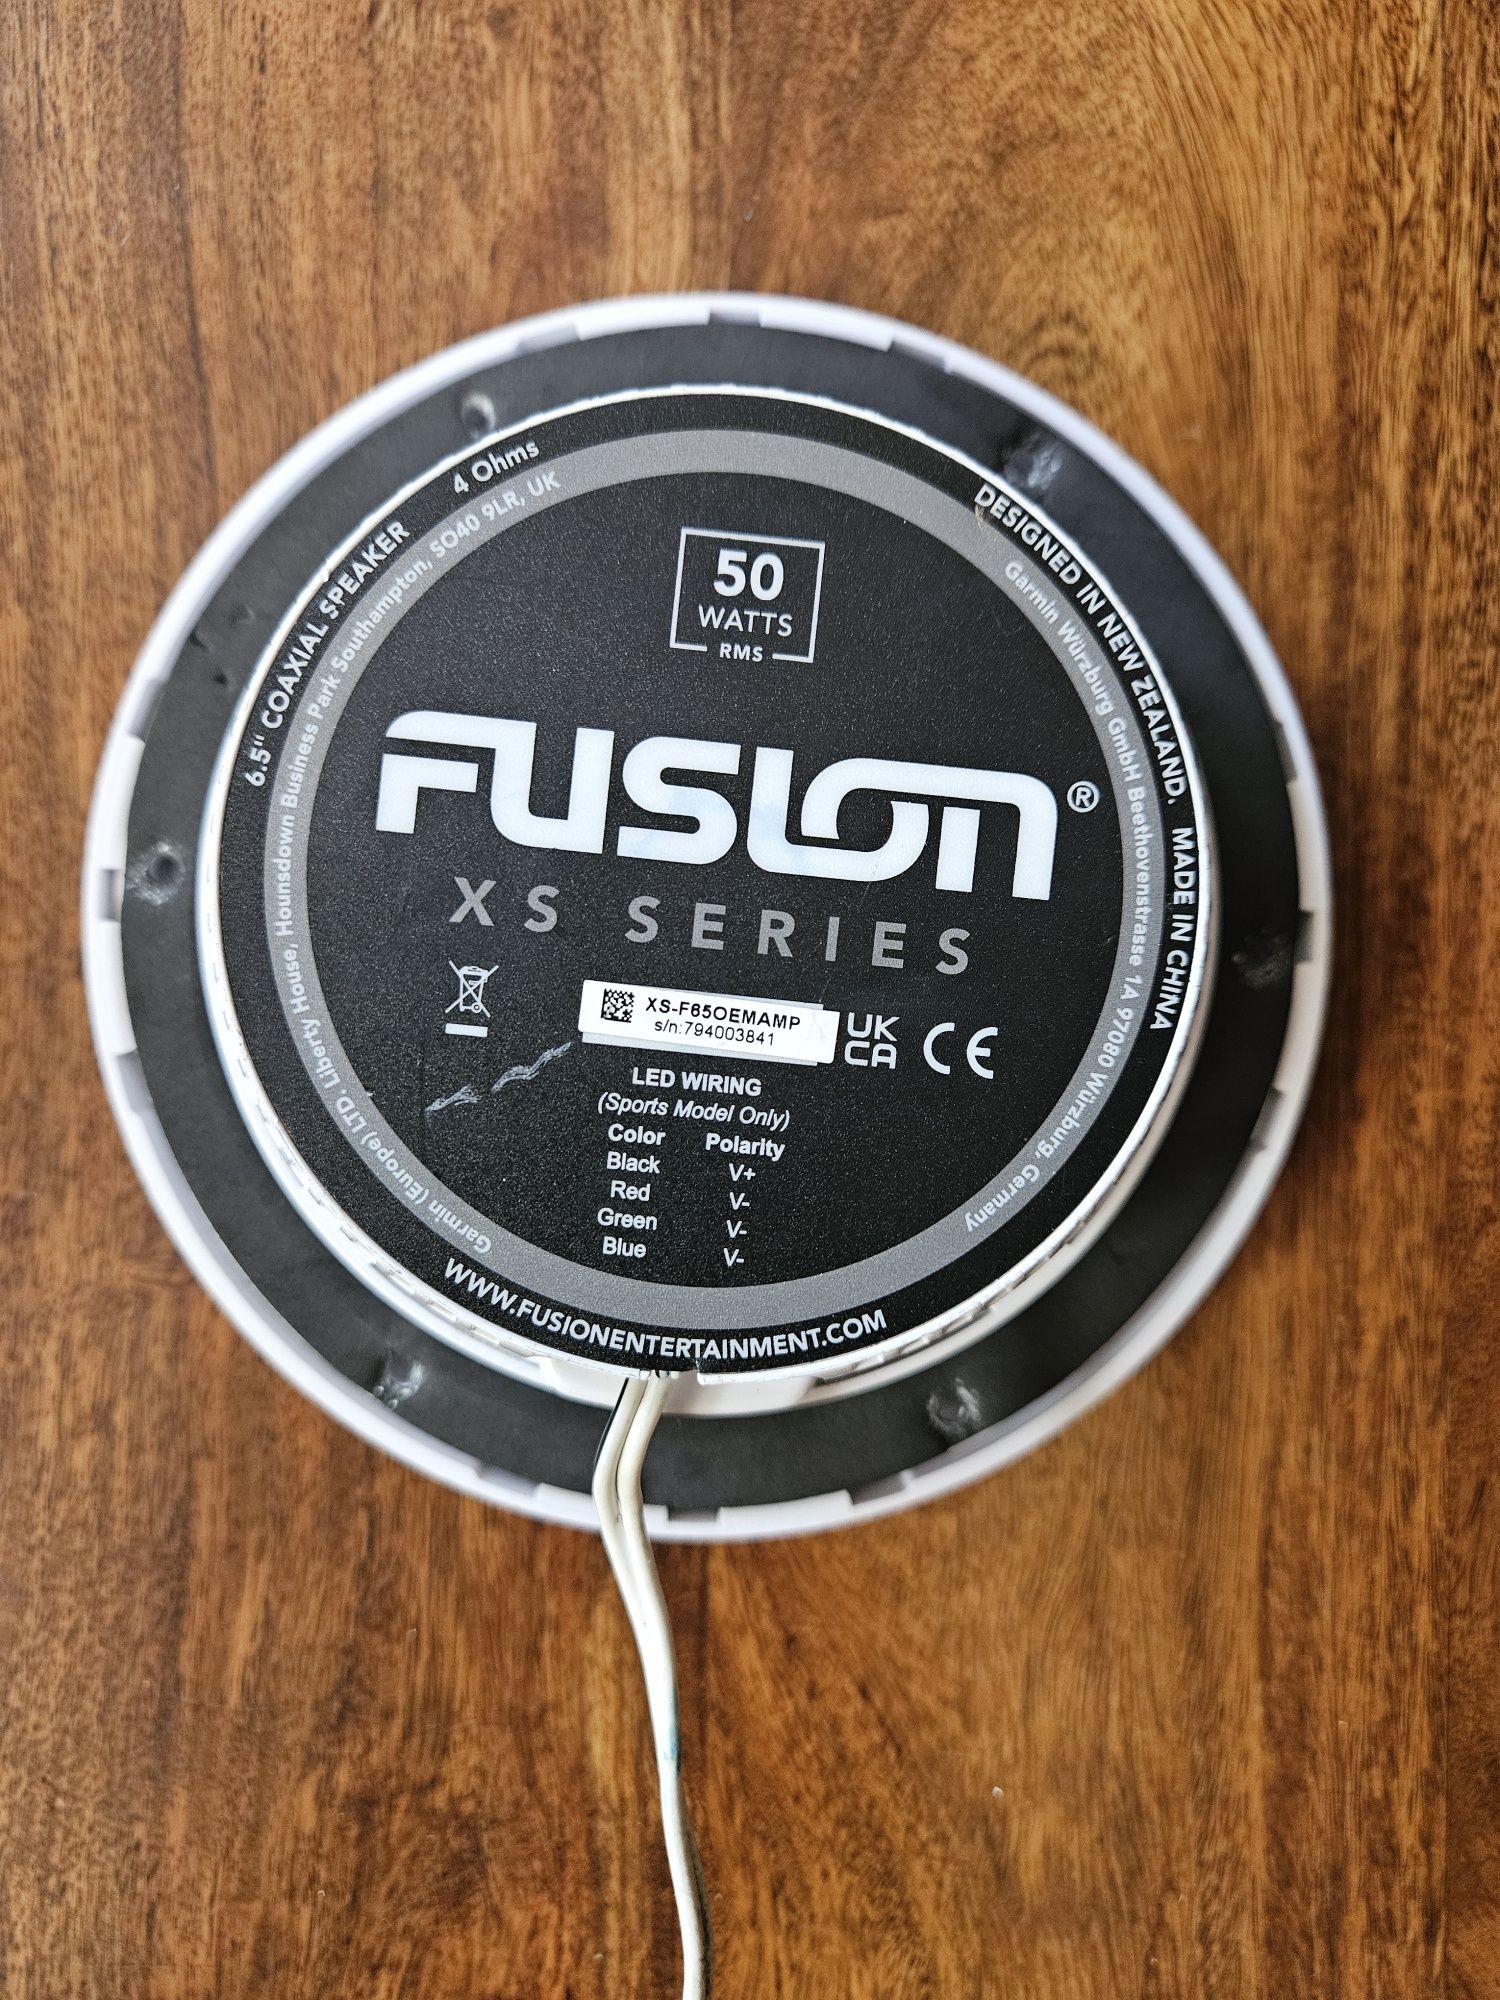 6.5" COAXIAL SPEAKER 4 Ohms
DESIGNED IN NEW ZEALAND. MADE IN CHINA
Garmin (Europe) LTD. Liberty House, Hounsdown Business Park Southampton, SO40 9LR, UK
Garmin Würzburg GmbH Beethovenstrasse 1A 97080 Würzburg, Germany
50
WATTS
RMS
FUSION®
XS SERIES
XS-F65OEMAMP
s/n:794003841
UK
CA
CE
LED WIRING
(Sports Model Only)
Color Polarity
Black V+
Red V-
Green V-
Blue V-
WWW.FUSIONENTERTAINMENT.COM